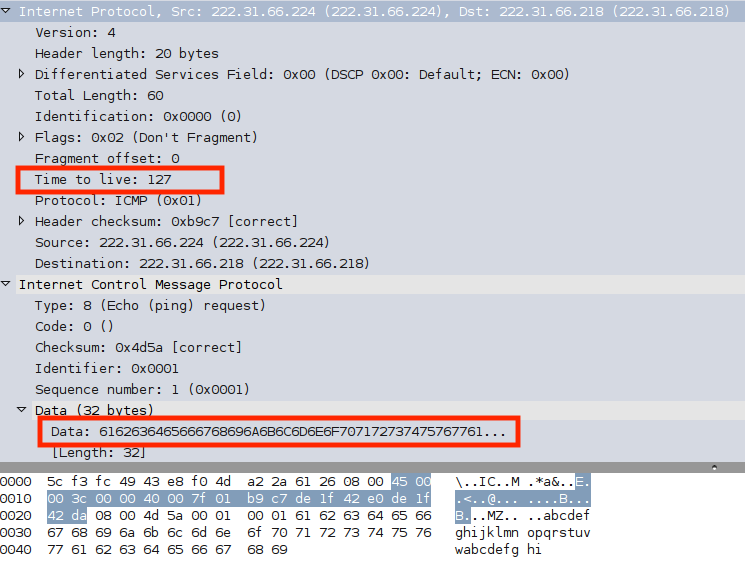 Internet Protocol, Src: 222.31.66.224 (222.31.66.224), Dst: 222.31.66.218 (222.31.66.218)
Version: 4
Header length: 20 bytes
Differentiated Services Field: 0x00 (DSCP 0x00: Default; ECN: 0x00)
Total Length: 60
Identification: 0x0000 (0)
Flags: 0x02 (Don't Fragment)
Fragment offset: 0
Time to live: 127
Protocol: ICMP (0x01)
Header checksum: 0xb9c7 [correct]
Source: 222.31.66.224 (222.31.66.224)
Destination: 222.31.66.218 (222.31.66.218)
Internet Control Message Protocol
Type: 8 (Echo (ping) request)
Code: 0 ()
Checksum: 0x4d5a [correct]
Identifier: 0x0001
Sequence number: 1 (0x0001)
Data (32 bytes)
Data: 6162636465666768696A6B6C6D6E6F707172737475767761...
[Length: 32]
0000 5c f3 fc 49 43 e8 f0 4d a2 2a 61 26 08 00 45 00 \..IC..M .*a&..E.
0010 00 3c 00 00 40 00 7f 01 b9 c7 de 1f 42 e0 de 1f .<..@... ....B...
0020 42 da 08 00 4d 5a 00 01 00 01 61 62 63 64 65 66 B...MZ.. ..abcdef
0030 67 68 69 6a 6b 6c 6d 6e 6f 70 71 72 73 74 75 76 ghijklmn opqrstuv
0040 77 61 62 63 64 65 66 67 68 69 wabcdefg hi